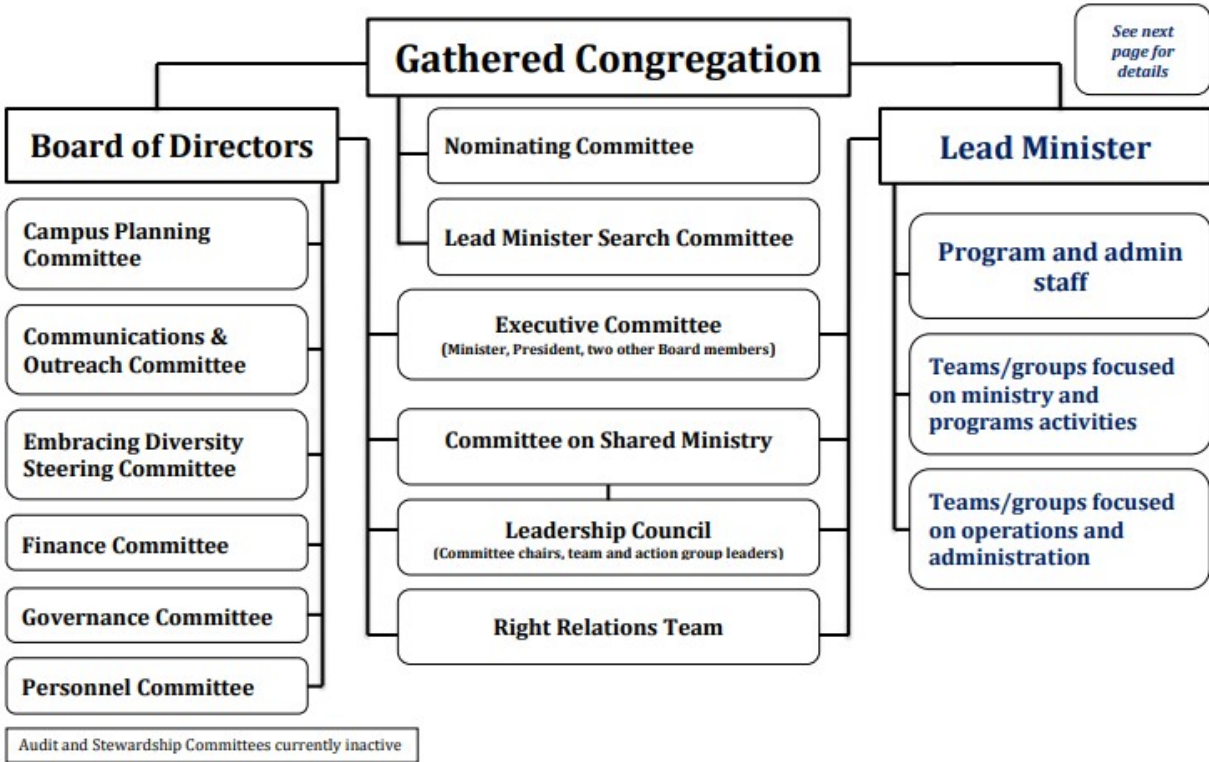 Gathered Congregation
See next
page for
details
Board of Directors
Campus Planning
Committee
Communications &
Outreach Committee
Embracing Diversity
Steering Committee
Finance Committee
Governance Committee
Personnel Committee
Audit and Stewardship Committees currently inactive
Nominating Committee
Lead Minister Search Committee
Executive Committee
(Minister, President, two other Board members)
Committee on Shared Ministry
Leadership Council
(Committee chairs, team and action group leaders)
Right Relations Team
Lead Minister
Program and admin
staff
Teams/groups focused
on ministry and
programs activities
Teams/groups focused
on operations and
administration